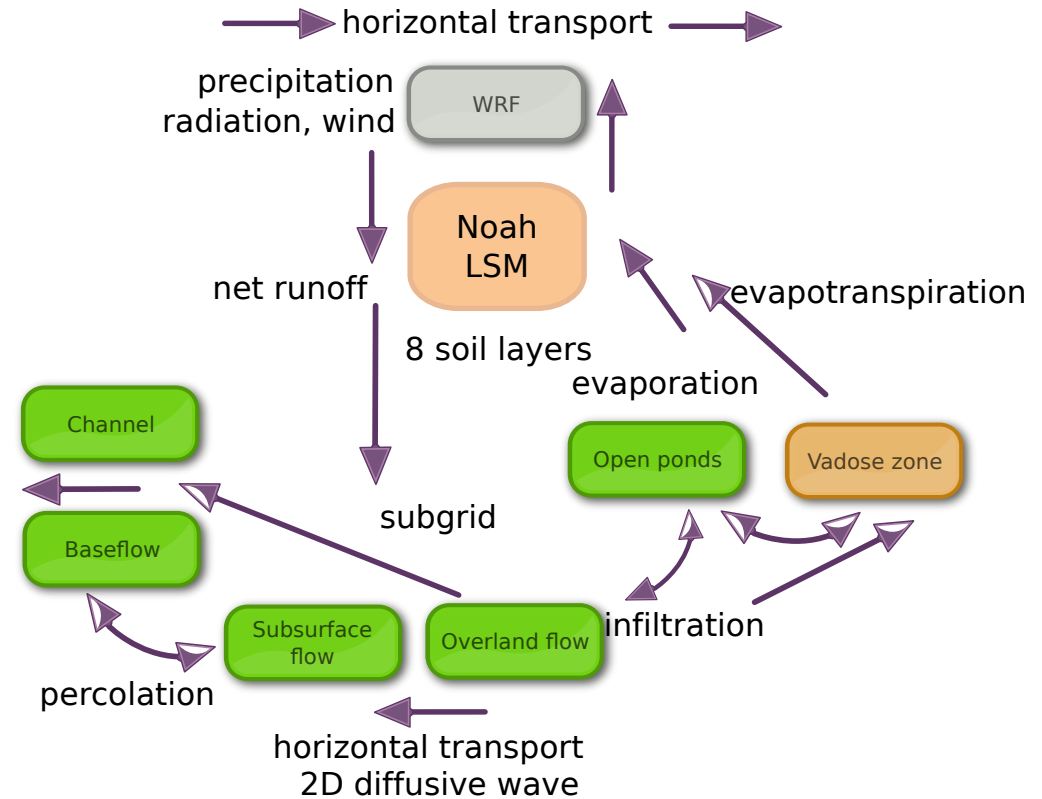 horizontal transport
precipitation
radiation, wind
WRF
Noah
LSM
net runoff
evapotranspiration
8 soil layers
evaporation
Channel
Open ponds
Vadose zone
subgrid
Baseflow
Subsurface
flow
Overland flow
infiltration
percolation
horizontal transport
2D diffusive wave